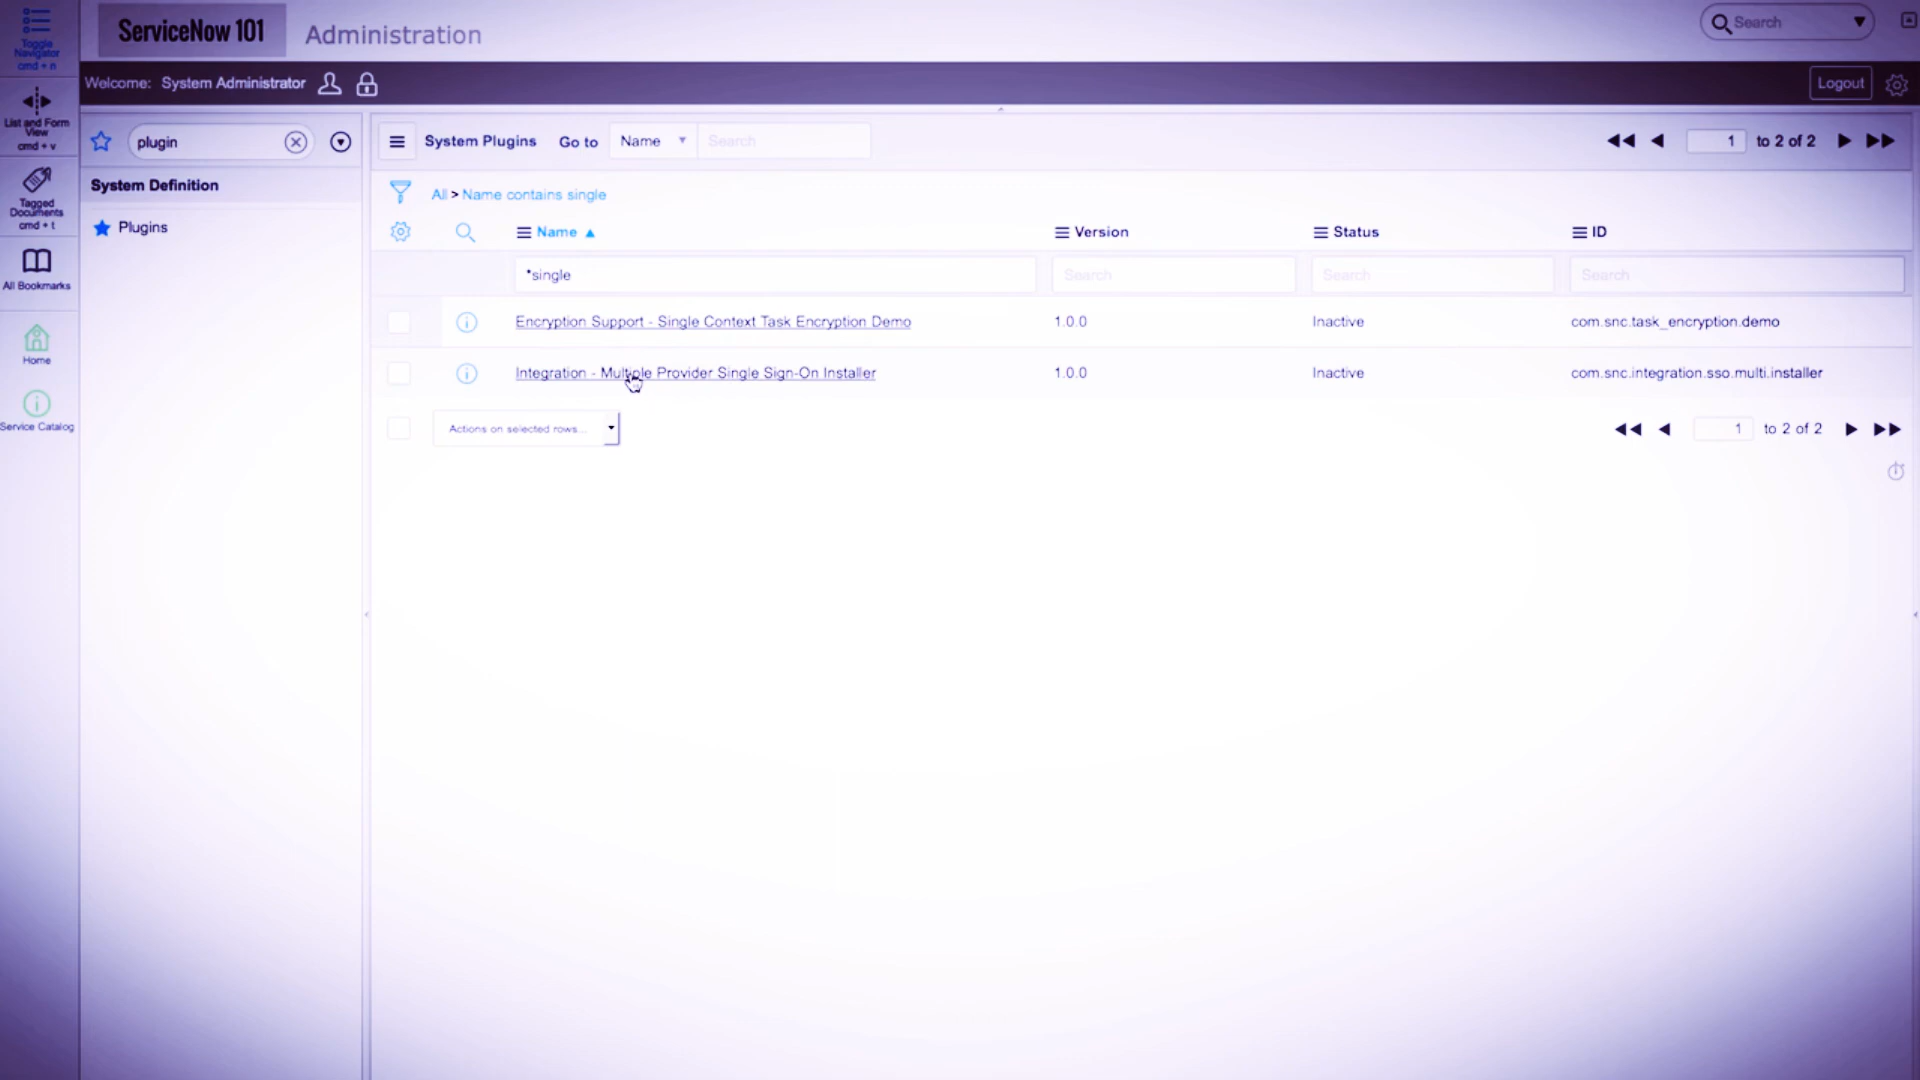 Toggle
Navigator
cmd + n
ServiceNow 101
Administration
Search
Welcome: System Administrator
Logout
List and Form
View
cmd + v
plugin
System Plugins Go to Name Search
1 to 2 of 2
System Definition
Tagged
Documents
cmd + t
All > Name contains single
Plugins
Name Version Status ID
All Bookmarks
*single Search Search Search
Encryption Support - Single Context Task Encryption Demo 1.0.0 Inactive com.snc.task_encryption.demo
Home
Integration - Multiple Provider Single Sign-On Installer 1.0.0 Inactive com.snc.integration.sso.multi.installer
Service Catalog
Actions on selected rows...
1 to 2 of 2